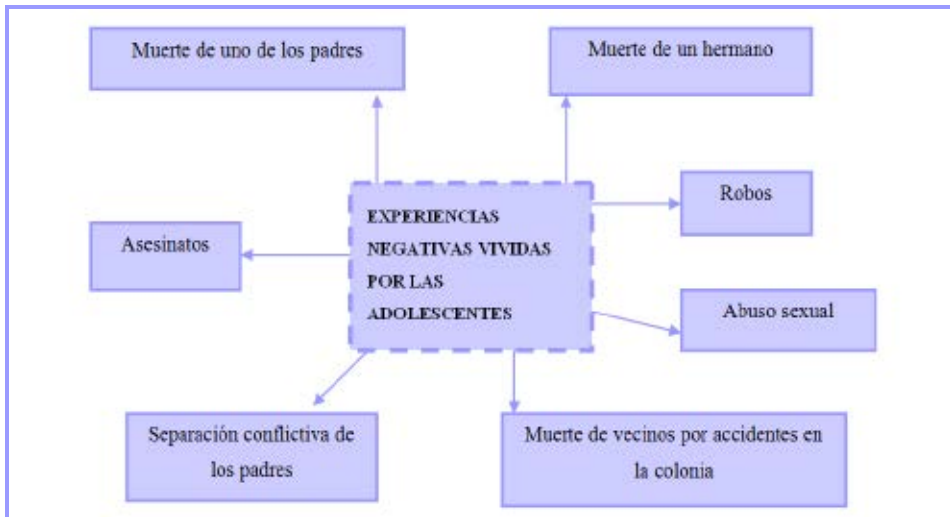 Muerte de uno de los padres
Muerte de un hermano
EXPERIENCIAS
NEGATIVAS VIVIDAS
POR LAS
ADOLESCENTES
Robos
Asesinatos
Abuso sexual
Separación conflictiva de
los padres
Muerte de vecinos por accidentes en
la colonia